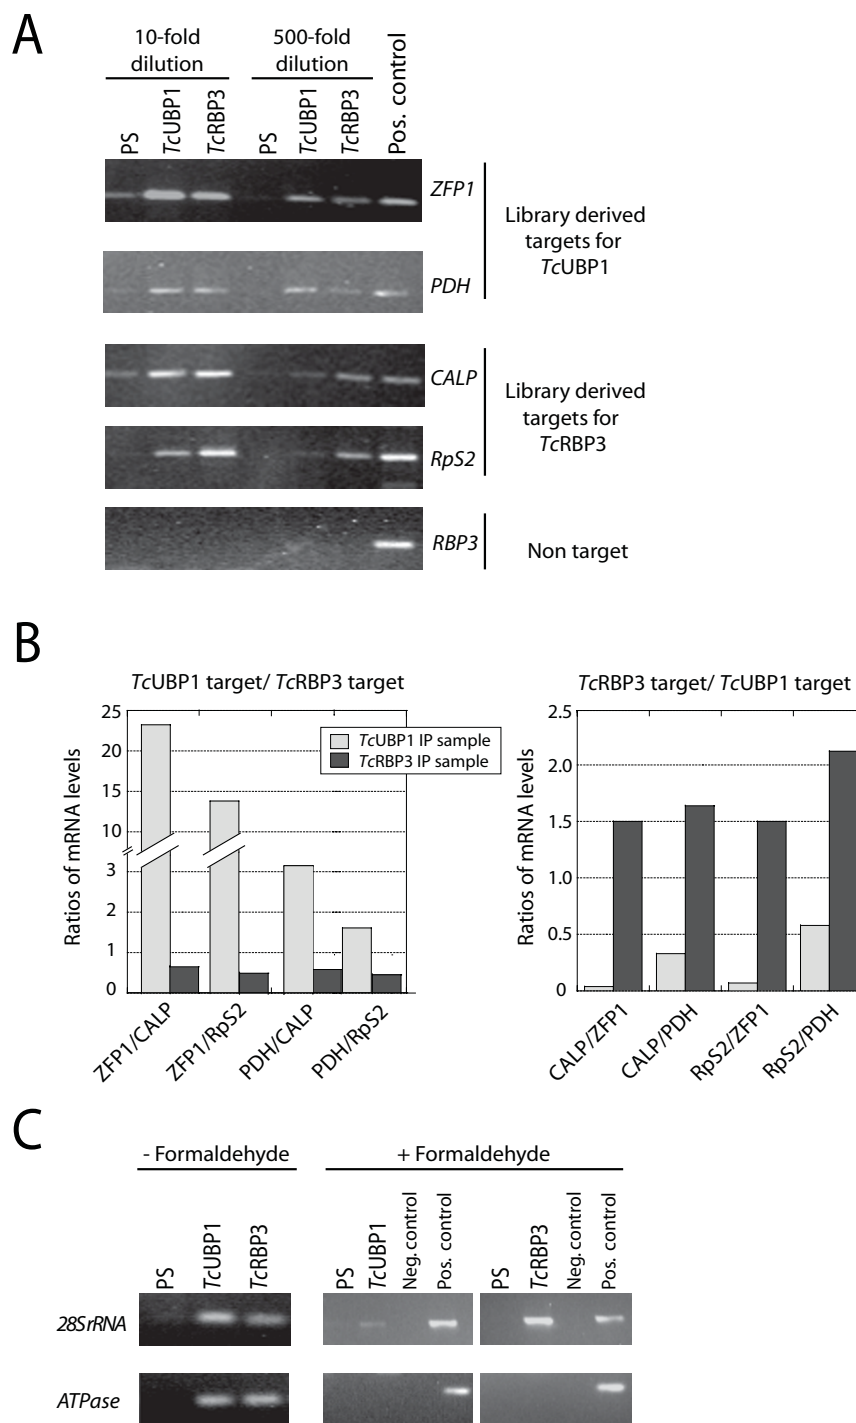 A
10-fold
dilution
500-fold
dilution
PS
TcUBP1
TcRBP3
PS
TcUBP1
TcRBP3
Pos. control
ZFP1
PDH
Library derived
targets for
TcUBP1
CALP
RpS2
Library derived
targets for
TcRBP3
RBP3
Non target
B
TcUBP1 target/ TcRBP3 target
Ratios of mRNA levels
25
20
15
10
3
2
1
0
TcUBP1 IP sample
TcRBP3 IP sample
ZFP1/CALP
ZFP1/RpS2
PDH/CALP
PDH/RpS2
TcRBP3 target/ TcUBP1 target
Ratios of mRNA levels
2.5
2.0
1.5
1.0
0.5
0
CALP/ZFP1
CALP/PDH
RpS2/ZFP1
RpS2/PDH
C
- Formaldehyde
+ Formaldehyde
PS
TcUBP1
TcRBP3
PS
TcUBP1
Neg. control
Pos. control
PS
TcRBP3
Neg. control
Pos. control
28SrRNA
ATPase